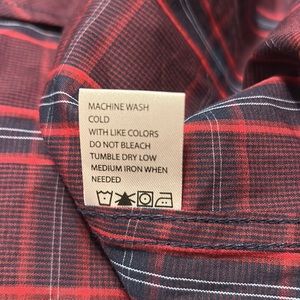 MACHINE WASH
COLD
WITH LIKE COLORS
DO NOT BLEACH
TUMBLE DRY LOW
MEDIUM IRON WHEN
NEEDED